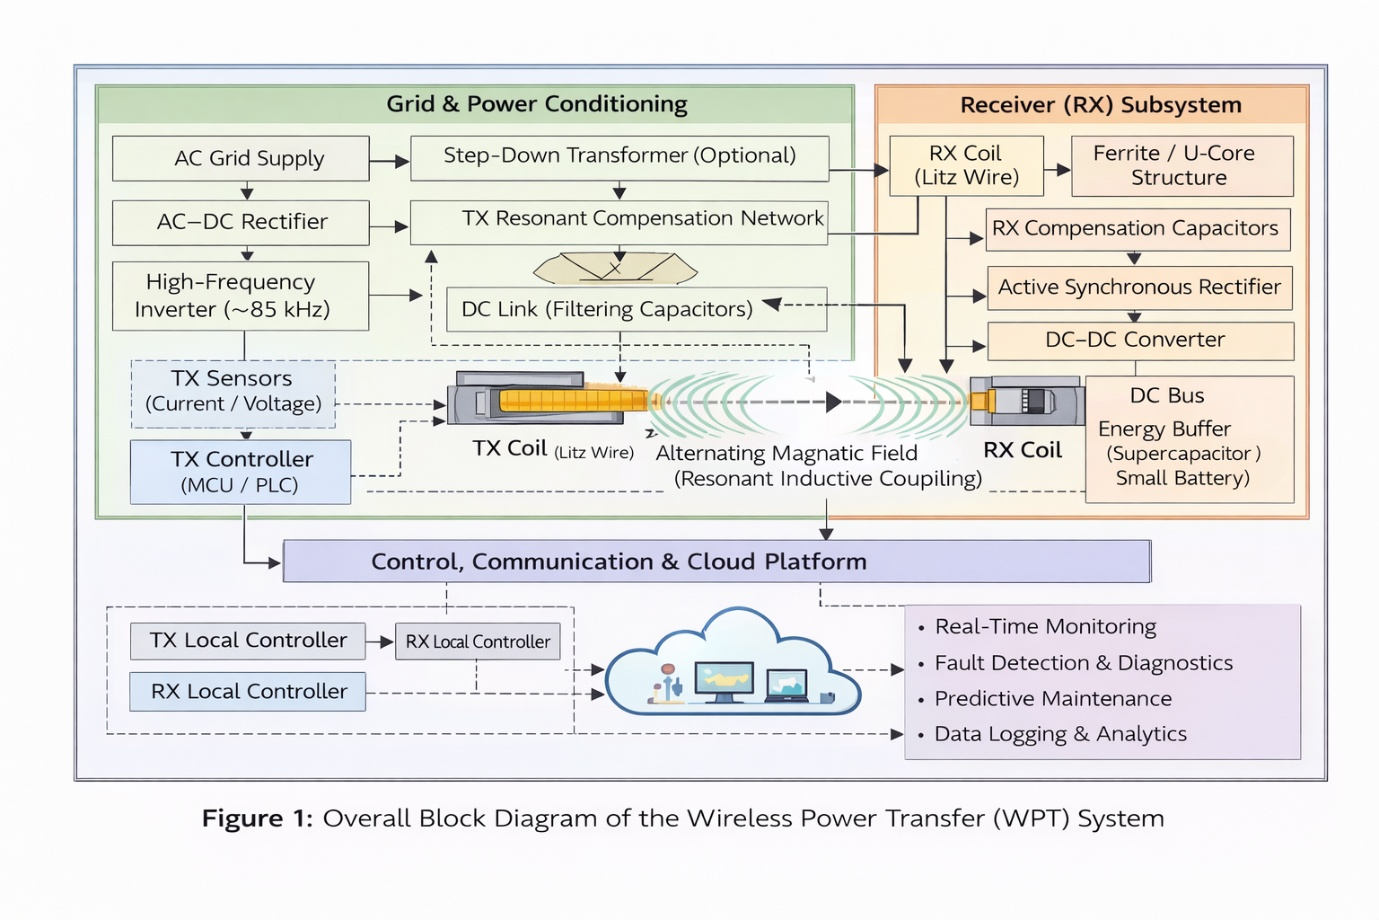 Grid & Power Conditioning
AC Grid Supply
Step-Down Transformer (Optional)
AC–DC Rectifier
TX Resonant Compensation Network
High-Frequency
Inverter (~85 kHz)
DC Link (Filtering Capacitors)
TX Sensors
(Current / Voltage)
TX Controller
(MCU / PLC)
TX Coil (Litz Wire)
Alternating Magnatic Field
(Resonant Inductive Coupiling)
Receiver (RX) Subsystem
RX Coil
(Litz Wire)
Ferrite / U-Core
Structure
RX Compensation Capacitors
Active Synchronous Rectifier
DC–DC Converter
RX Coil
DC Bus
Energy Buffer
(Supercapacitor )
Small Battery)
Control, Communication & Cloud Platform
TX Local Controller
RX Local Controller
RX Local Controller
• Real-Time Monitoring
• Fault Detection & Diagnostics
• Predictive Maintenance
• Data Logging & Analytics
Figure 1: Overall Block Diagram of the Wireless Power Transfer (WPT) System